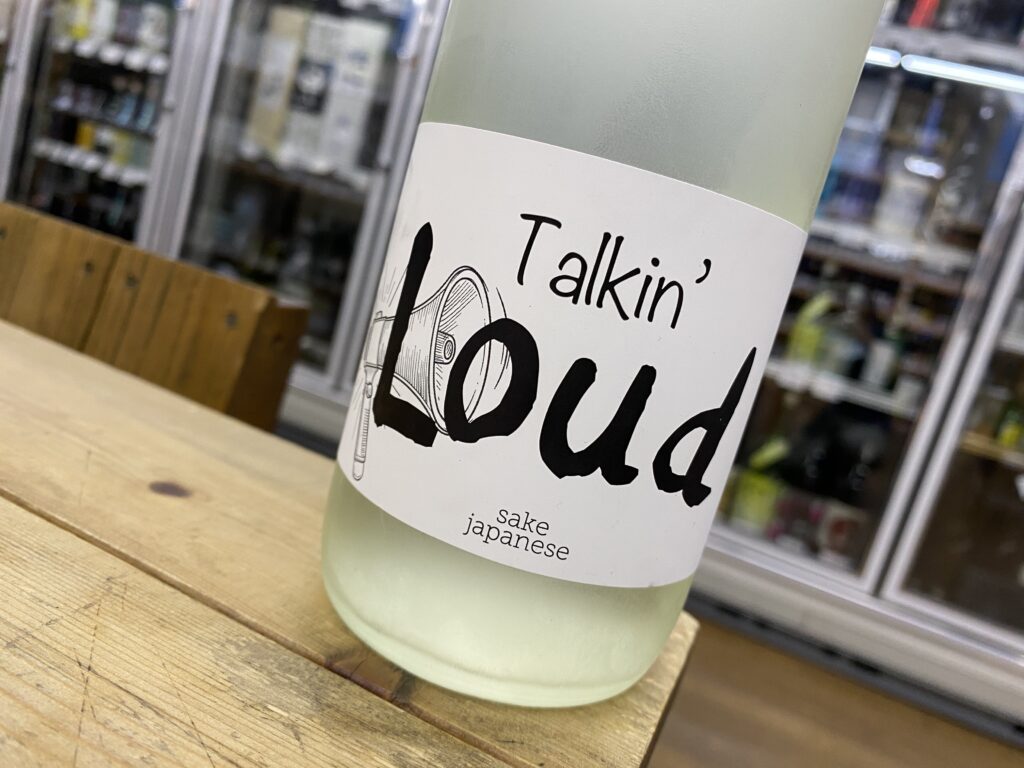 Talkin’
Loud
sake
japanese